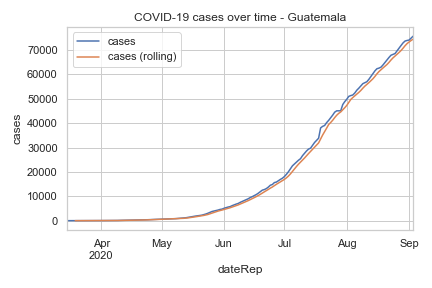 COVID-19 cases over time - Guatemala
cases
cases (rolling)
70000
60000
50000
40000
30000
20000
10000
0
cases
Apr
2020
May
Jun
Jul
Aug
Sep
dateRep